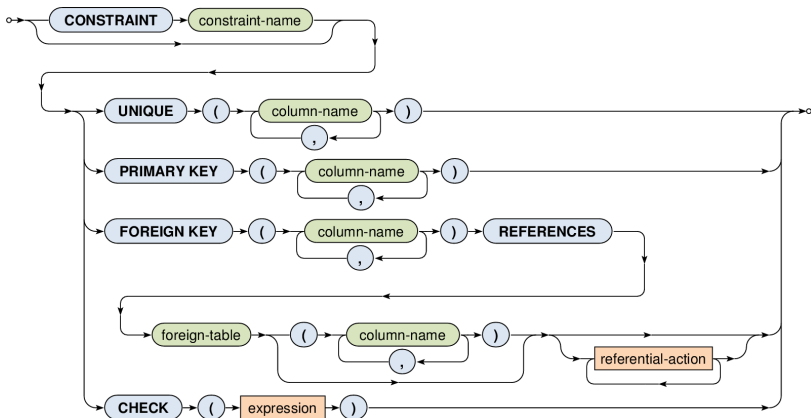 CONSTRAINT constraint-name
UNIQUE ( column-name )
,
PRIMARY KEY ( column-name )
,
FOREIGN KEY ( column-name ) REFERENCES
,
foreign-table ( column-name )
referential-action
,
CHECK ( expression )